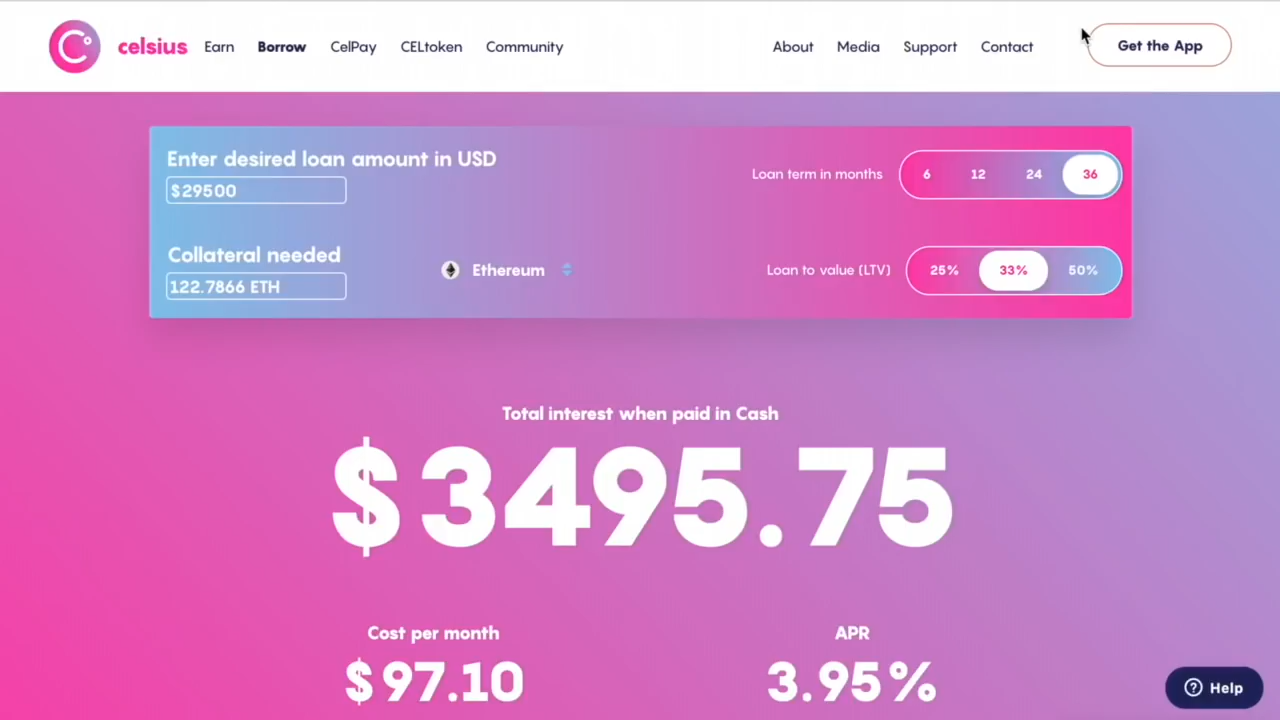 celsius Earn Borrow CelPay CELtoken Community About Media Support Contact Get the App
Enter desired loan amount in USD
$29500
Loan term in months 6 12 24 36
Collateral needed
122.7866 ETH
Ethereum
Loan to value (LTV) 25% 33% 50%
Total interest when paid in Cash
$3495.75
Cost per month
$97.10
APR
3.95%
Help